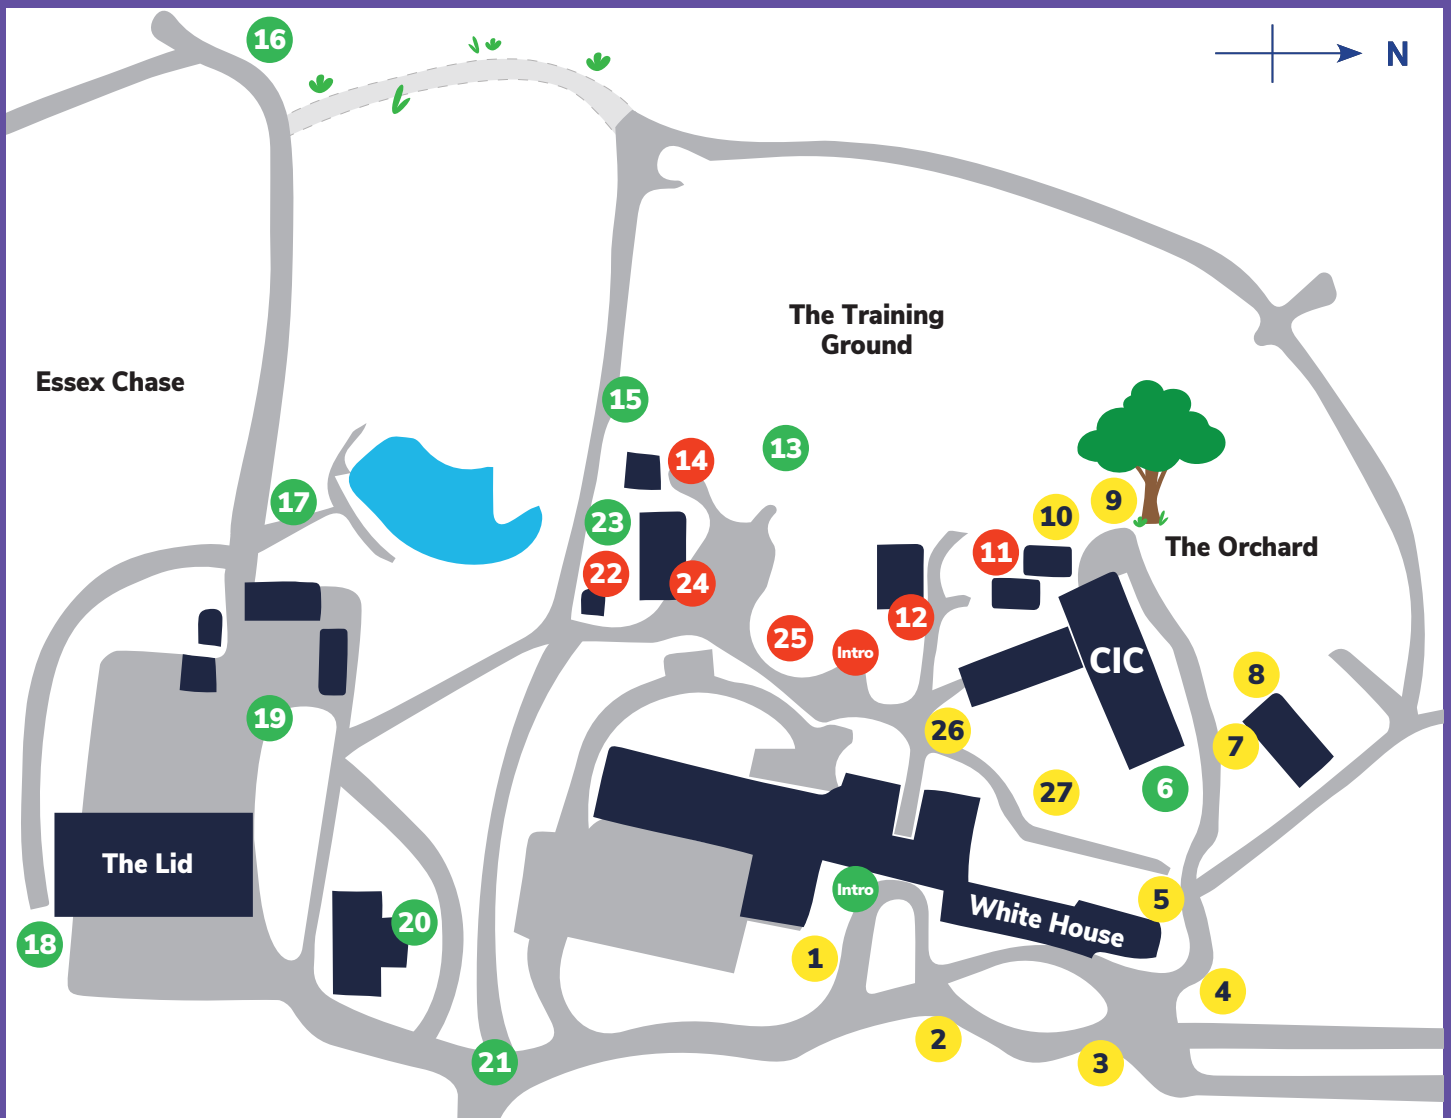 16
N
The Training
Ground
Essex Chase
15
13
14
17
10
9
23
The Orchard
11
22
24
12
25
Intro
CIC
8
19
26
7
6
27
The Lid
Intro
5
White House
20
18
1
4
2
21
3